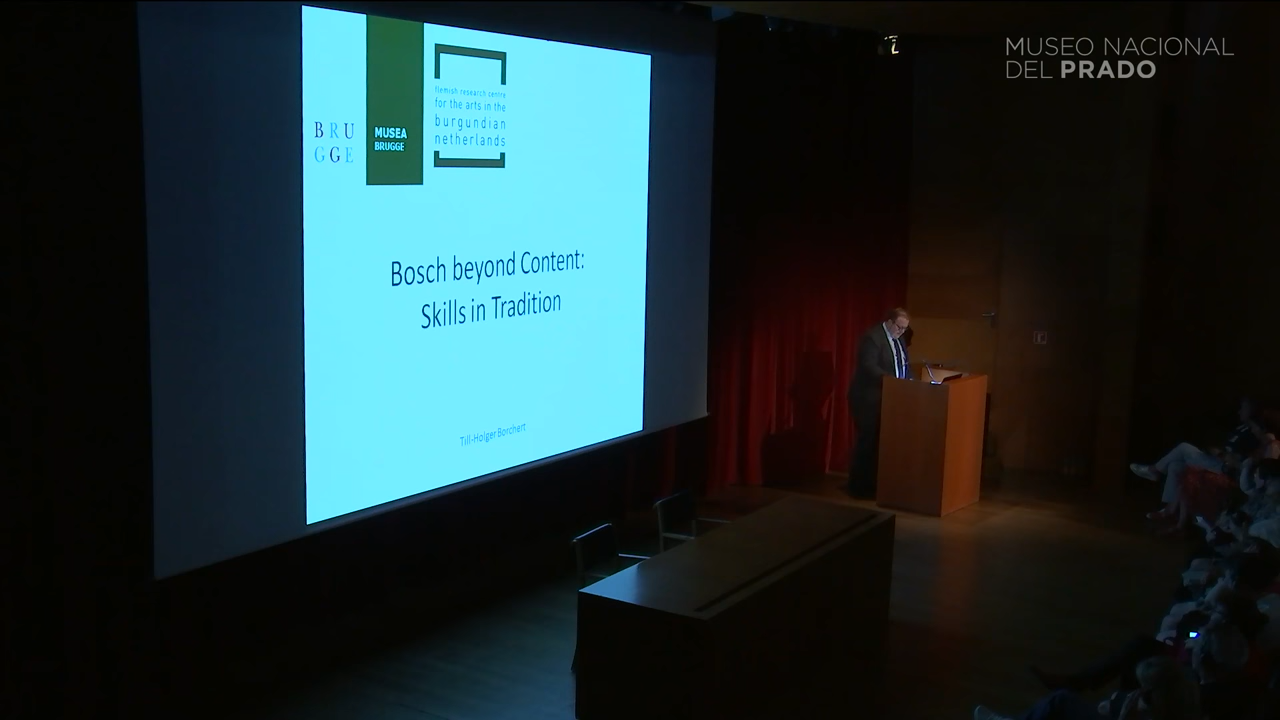 MUSEO NACIONAL
DEL PRADO
BRU
GGE
MUSEA
BRUGGE
flemish research centre
for the arts in the
burgundian
netherlands
Bosch beyond Content:
Skills in Tradition
Till-Holger Borchert